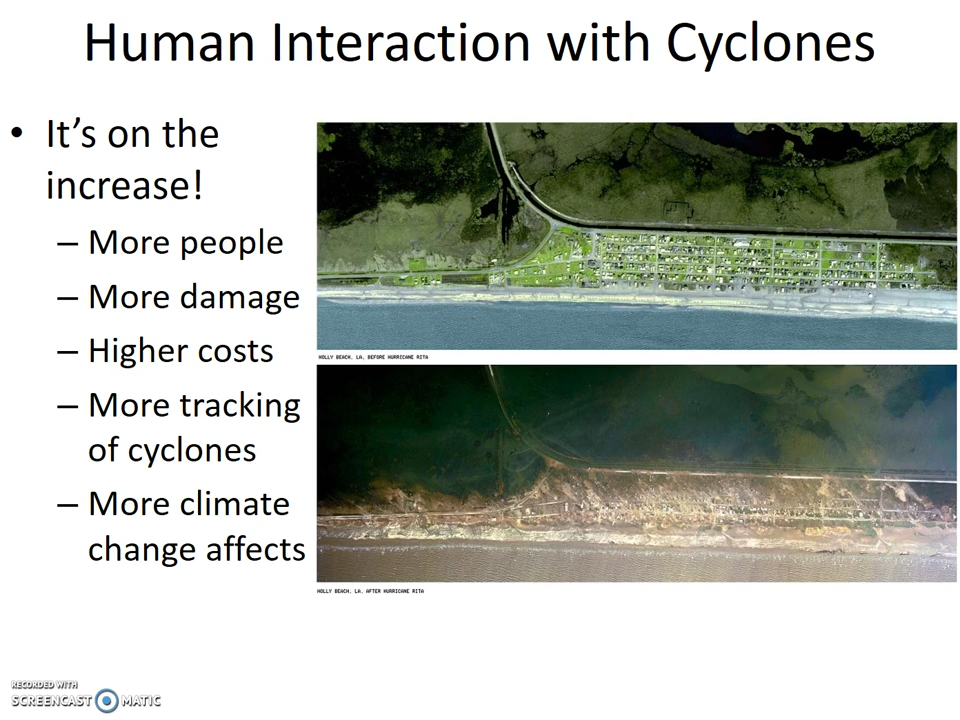 Human Interaction with Cyclones
• It’s on the
increase!
– More people
– More damage
– Higher costs
– More tracking
of cyclones
– More climate
change affects
HOLLY BEACH, LA, BEFORE HURRICANE RITA
HOLLY BEACH, LA, AFTER HURRICANE RITA
RECORDED WITH
SCREENCAST MATIC